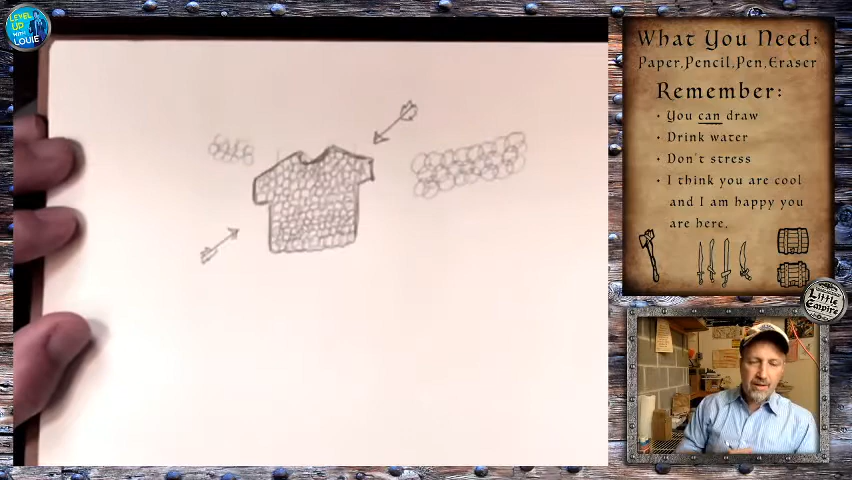 LEVEL
UP
WITH
LOUIE
What You Need:
Paper,Pencil,Pen,Eraser
Remember:
• You can draw
• Drink water
• Don't stress
• I think you are cool
and I am happy you
are here.
Little
Empire